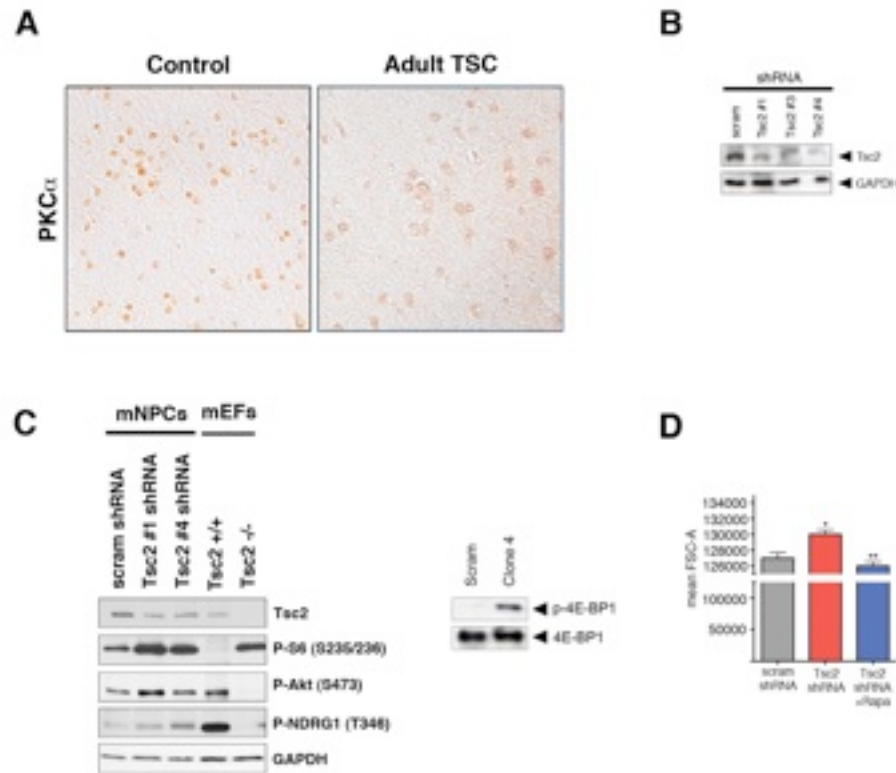 A
Control
Adult TSC
PKCα
B
shRNA
scram
Tsc2 #1
Tsc2 #3
Tsc2 #4
Tsc2
GAPDH
C
mNPCs
mEFs
scram shRNA
Tsc2 #1 shRNA
Tsc2 #4 shRNA
Tsc2 +/+
Tsc2 -/-
Tsc2
P-S6 (S235/236)
P-Akt (S473)
P-NDRG1 (T346)
GAPDH
Scram
Clone 4
p-4E-BP1
4E-BP1
D
mean FSC-A
134000
132000
130000
128000
126000
100000
50000
*
**
scram
shRNA
Tsc2
shRNA
Tsc2
shRNA
+Rapa